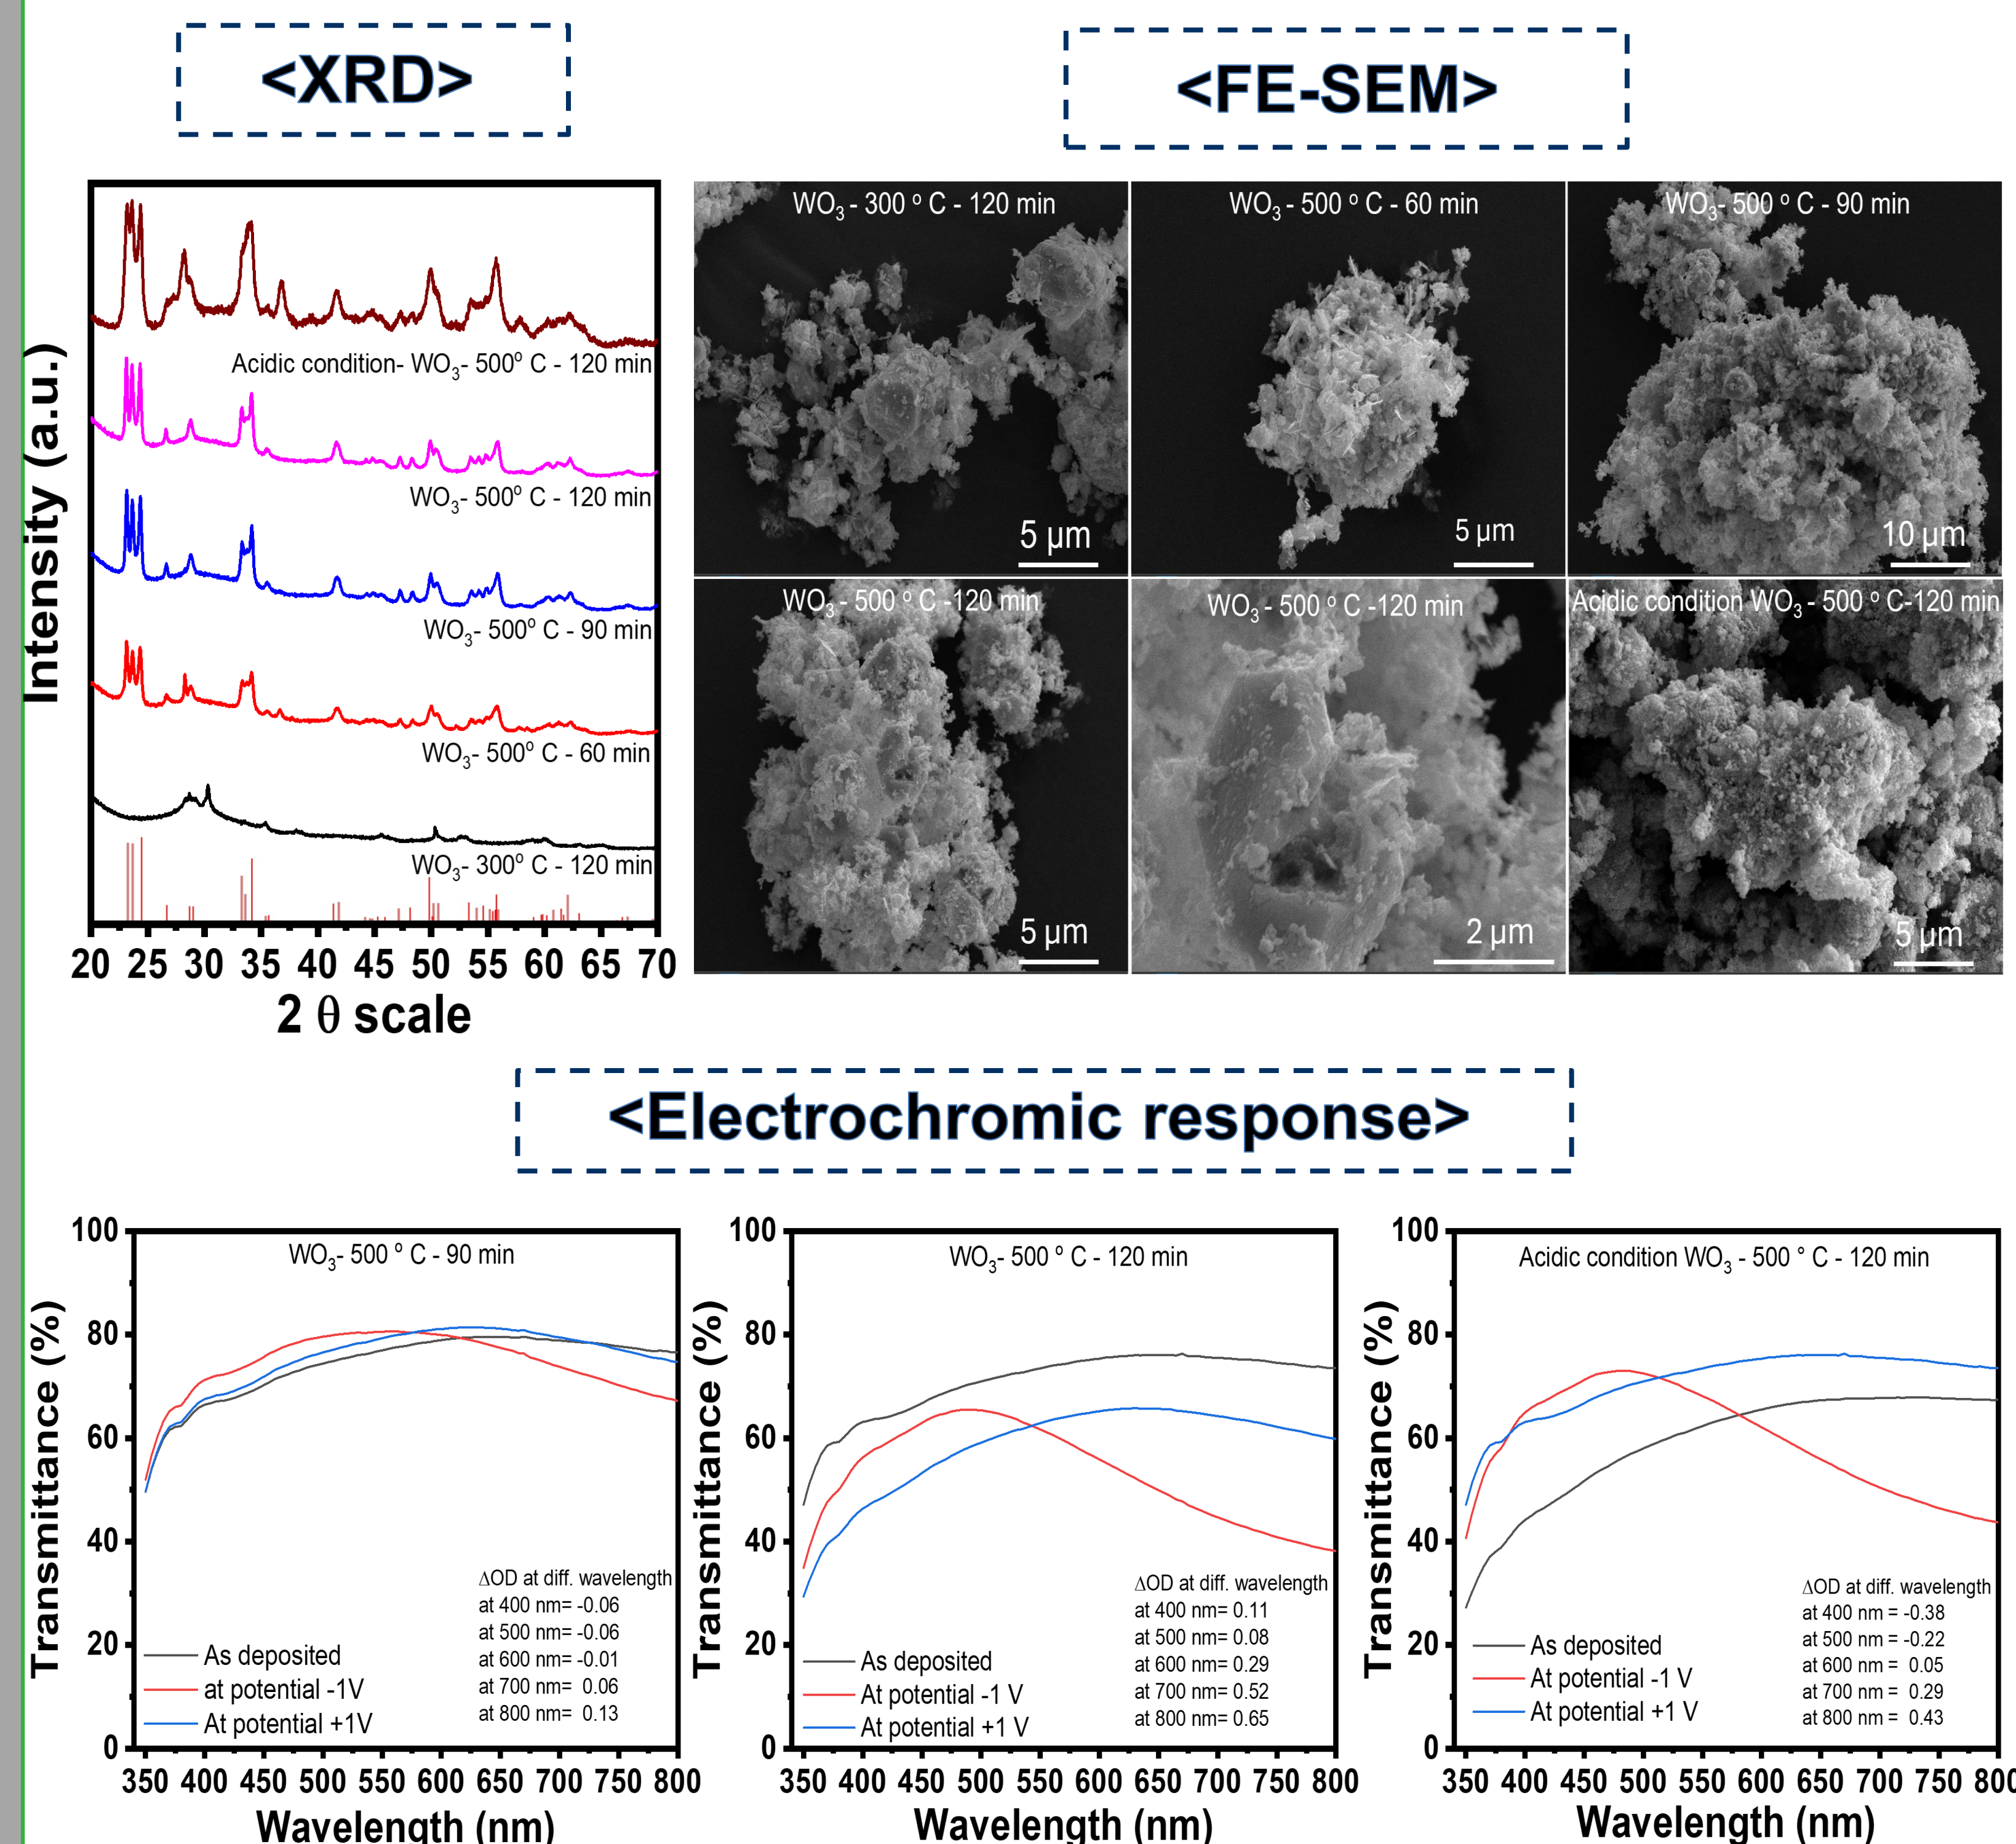 <XRD>
<FE-SEM>
Intensity (a.u.)
Acidic condition- WO₃- 500º C - 120 min
WO₃- 500º C - 120 min
WO₃- 500º C - 90 min
WO₃- 500º C - 60 min
WO₃- 300º C - 120 min
20 25 30 35 40 45 50 55 60 65 70
2 θ scale
WO₃ - 300 º C - 120 min
5 µm
WO₃ - 500 º C - 60 min
5 µm
WO₃- 500 º C - 90 min
10 µm
WO₃ - 500 º C -120 min
5 µm
WO₃ - 500 º C -120 min
2 µm
Acidic condition WO₃ - 500 º C-120 min
5 µm
<Electrochromic response>
Transmittance (%)
100
80
60
40
20
0
WO₃- 500 º C - 90 min
ΔOD at diff. wavelength
at 400 nm= -0.06
at 500 nm= -0.06
at 600 nm= -0.01
at 700 nm= 0.06
at 800 nm= 0.13
As deposited
at potential -1V
At potential +1V
350 400 450 500 550 600 650 700 750 800
Wavelength (nm)
Transmittance (%)
100
80
60
40
20
0
WO₃- 500 º C - 120 min
ΔOD at diff. wavelength
at 400 nm= 0.11
at 500 nm= 0.08
at 600 nm= 0.29
at 700 nm= 0.52
at 800 nm= 0.65
As deposited
At potential -1 V
At potential +1 V
350 400 450 500 550 600 650 700 750 800
Wavelength (nm)
Transmittance (%)
100
80
60
40
20
0
Acidic condition WO₃ - 500 ° C - 120 min
ΔOD at diff. wavelength
at 400 nm = -0.38
at 500 nm = -0.22
at 600 nm = 0.05
at 700 nm = 0.29
at 800 nm = 0.43
As deposited
At potential -1 V
At potential +1 V
350 400 450 500 550 600 650 700 750 800
Wavelength (nm)